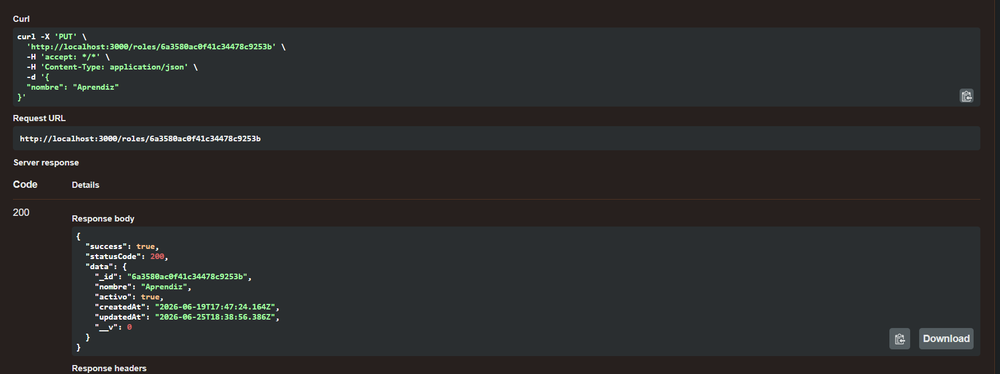 Curl
curl -X 'PUT' \
  'http://localhost:3000/roles/6a3580ac0f41c34478c9253b' \
  -H 'accept: */*' \
  -H 'Content-Type: application/json' \
  -d '{
  "nombre": "Aprendiz"
}'
Request URL
http://localhost:3000/roles/6a3580ac0f41c34478c9253b
Server response
Code Details
200
Response body
{
  "success": true,
  "statusCode": 200,
  "data": {
    "_id": "6a3580ac0f41c34478c9253b",
    "nombre": "Aprendiz",
    "activo": true,
    "createdAt": "2026-06-19T17:47:24.164Z",
    "updatedAt": "2026-06-25T18:38:56.386Z",
    "__v": 0
  }
}
Download
Response headers